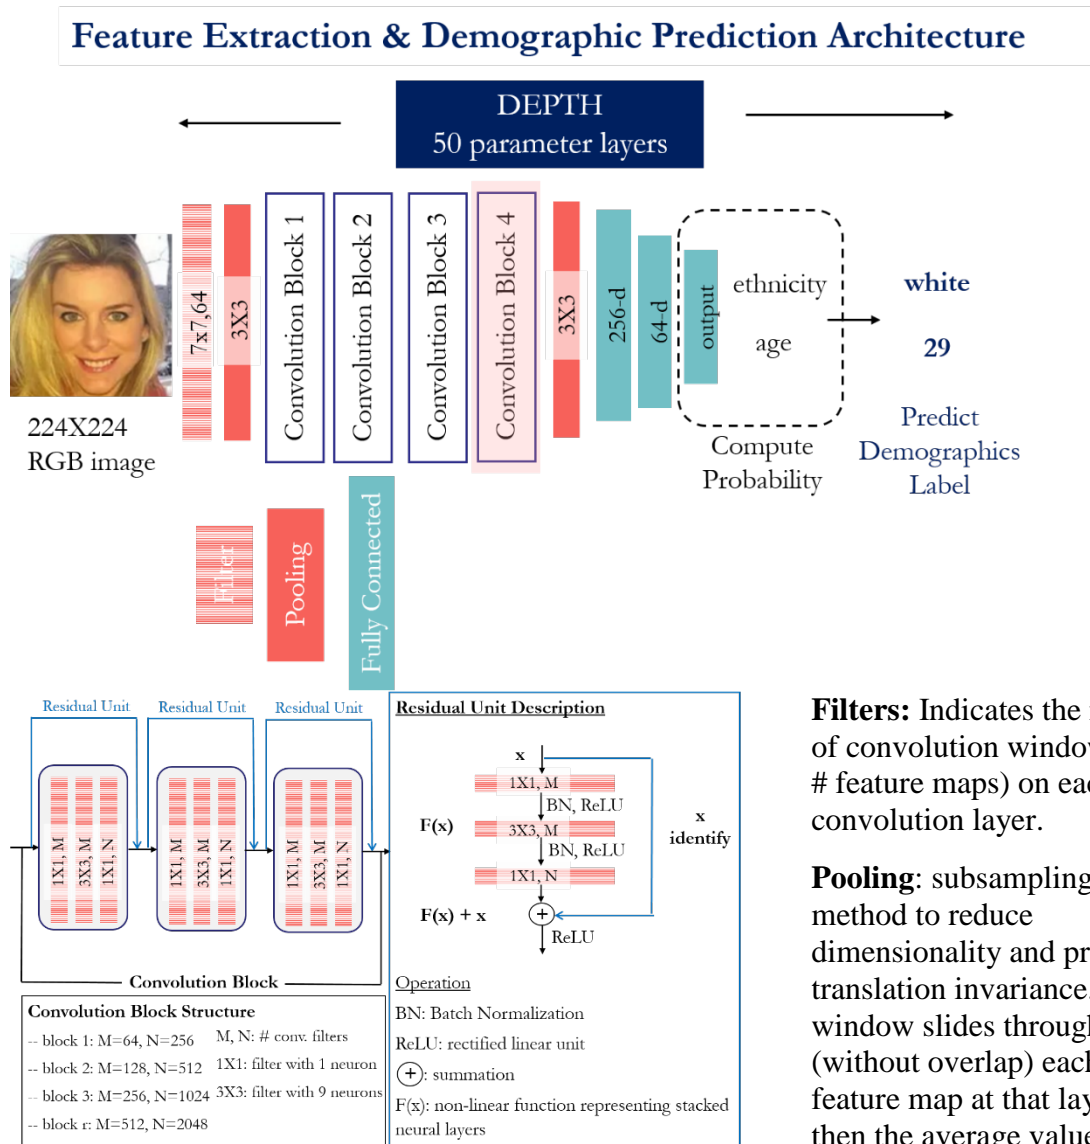 Feature Extraction & Demographic Prediction Architecture
DEPTH
50 parameter layers
7x7,64
3X3
Convolution Block 1
Convolution Block 2
Convolution Block 3
Convolution Block 4
3X3
256-d
64-d
output
ethnicity
age
white
29
224X224
RGB image
Compute
Probability
Predict
Demographics
Label
Filter
Pooling
Fully Connected
Residual Unit
Residual Unit
Residual Unit
1X1, M
3X3, M
1X1, N
1X1, M
3X3, M
1X1, N
1X1, M
3X3, M
1X1, N
Convolution Block
Convolution Block Structure
-- block 1: M=64, N=256
-- block 2: M=128, N=512
-- block 3: M=256, N=1024
-- block r: M=512, N=2048
M, N: # conv. filters
1X1: filter with 1 neuron
3X3: filter with 9 neurons
Residual Unit Description
x
1X1, M
BN, ReLU
F(x)
3X3, M
BN, ReLU
1X1, N
x
identify
F(x) + x
+
ReLU
Operation
BN: Batch Normalization
ReLU: rectified linear unit
(+): summation
F(x): non-linear function representing stacked
neural layers
Filters: Indicates the
of convolution
# feature maps) on
convolution layer.
Pooling: subsampling
method to reduce
dimensionality and
translation invariance.
window slides through
(without overlap)
feature map at that
then the average value